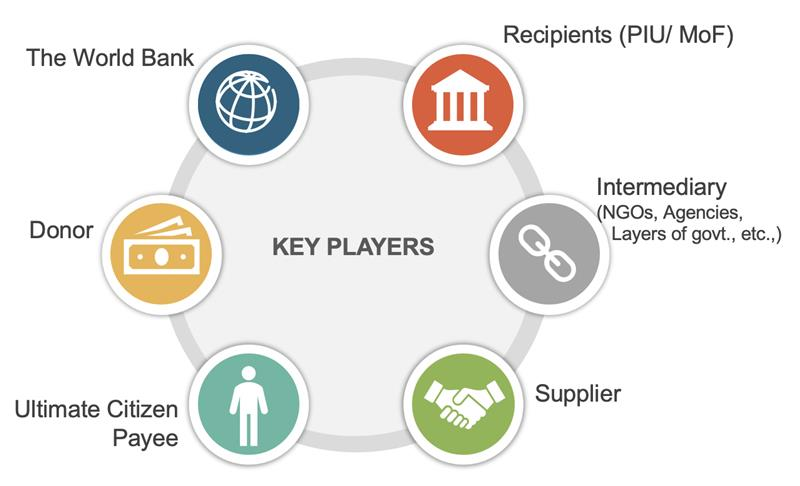 The World Bank
Recipients (PIU/ MoF)
Donor
KEY PLAYERS
Intermediary
(NGOs, Agencies,
Layers of govt., etc.,)
Ultimate Citizen
Payee
Supplier